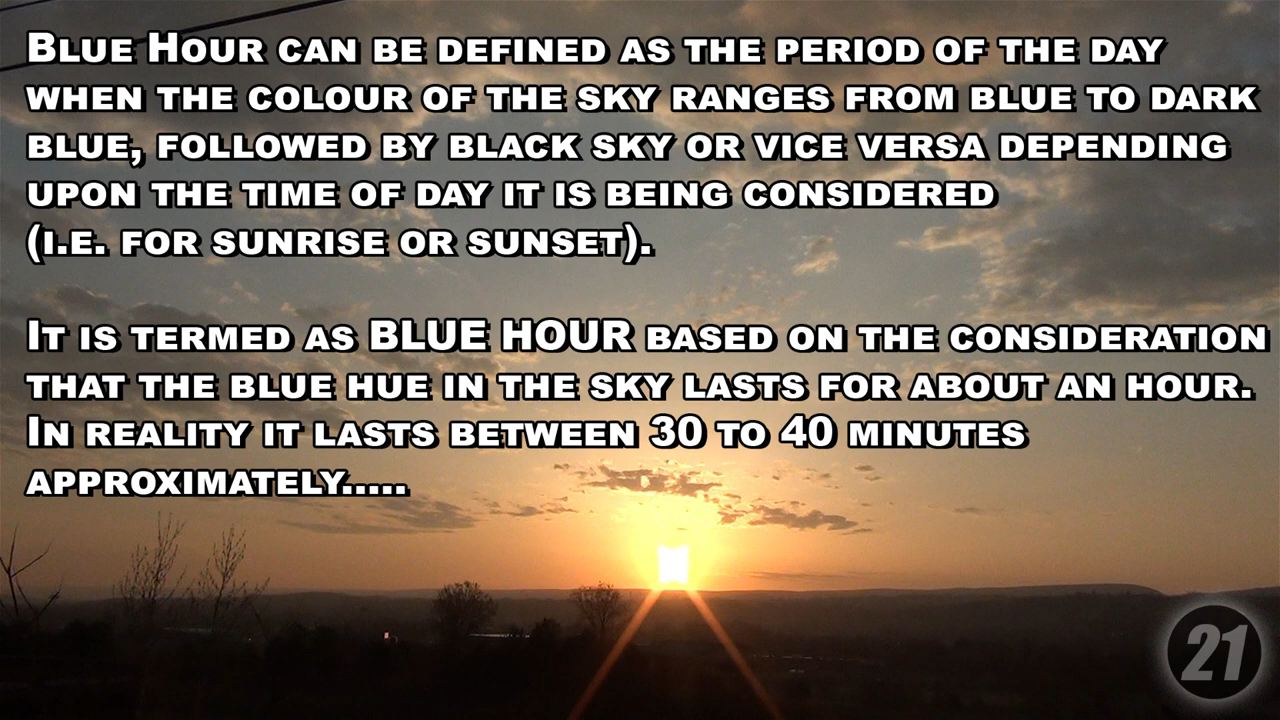 Blue Hour can be defined as the period of the day
when the colour of the sky ranges from blue to dark
blue, followed by black sky or vice versa depending
upon the time of day it is being considered
(i.e. for sunrise or sunset).
It is termed as BLUE HOUR based on the consideration
that the blue hue in the sky lasts for about an hour.
In reality it lasts between 30 to 40 minutes
approximately.....
21